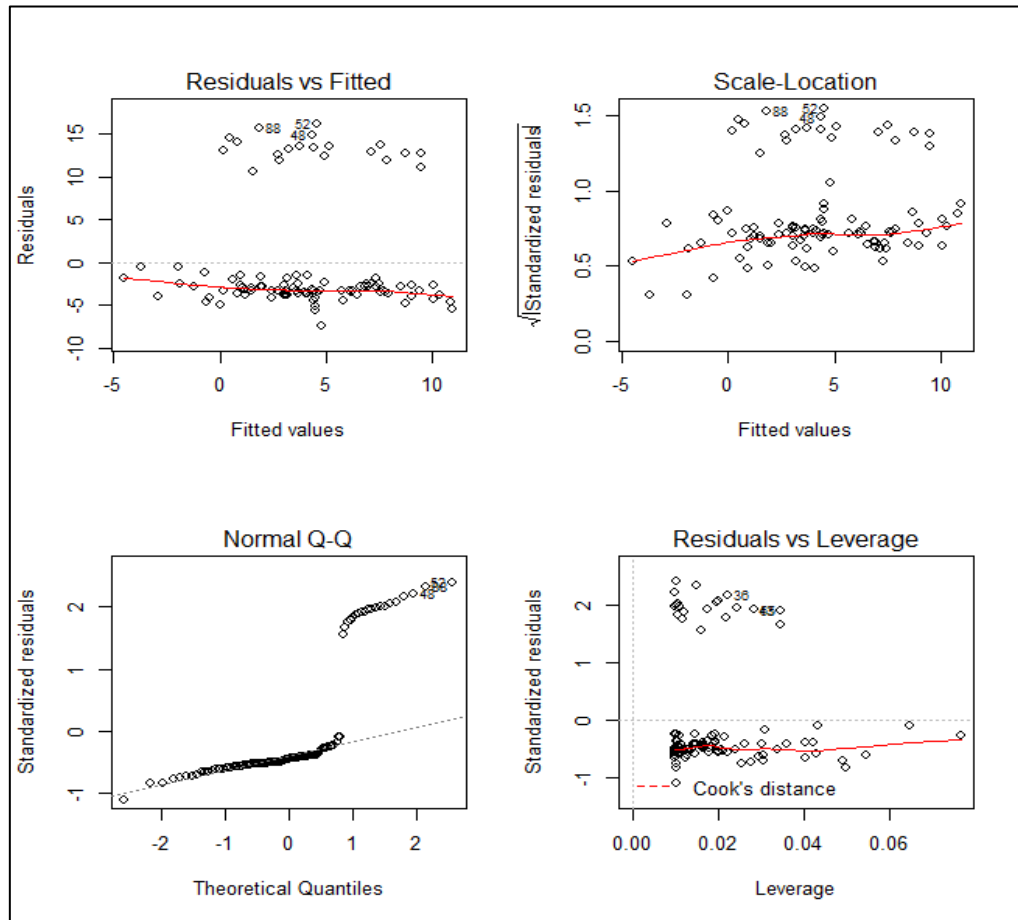 Residuals vs Fitted
Residuals
15
10
5
0
-5
-10
88
52
48
-5 0 5 10
Fitted values
Scale-Location
√|Standardized residuals|
1.5
1.0
0.5
0.0
88
52
48
-5 0 5 10
Fitted values
Normal Q-Q
Standardized residuals
2
1
0
-1
52
48
-2 -1 0 1 2
Theoretical Quantiles
Residuals vs Leverage
Standardized residuals
2
1
0
-1
36
Cook's distance
0.00 0.02 0.04 0.06
Leverage